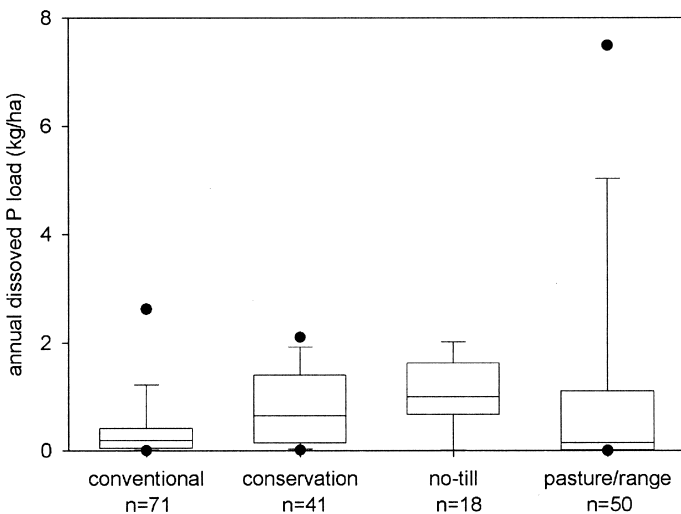 annual dissoved P load (kg/ha)
8
6
4
2
0
conventional conservation no-till pasture/range
n=71 n=41 n=18 n=50